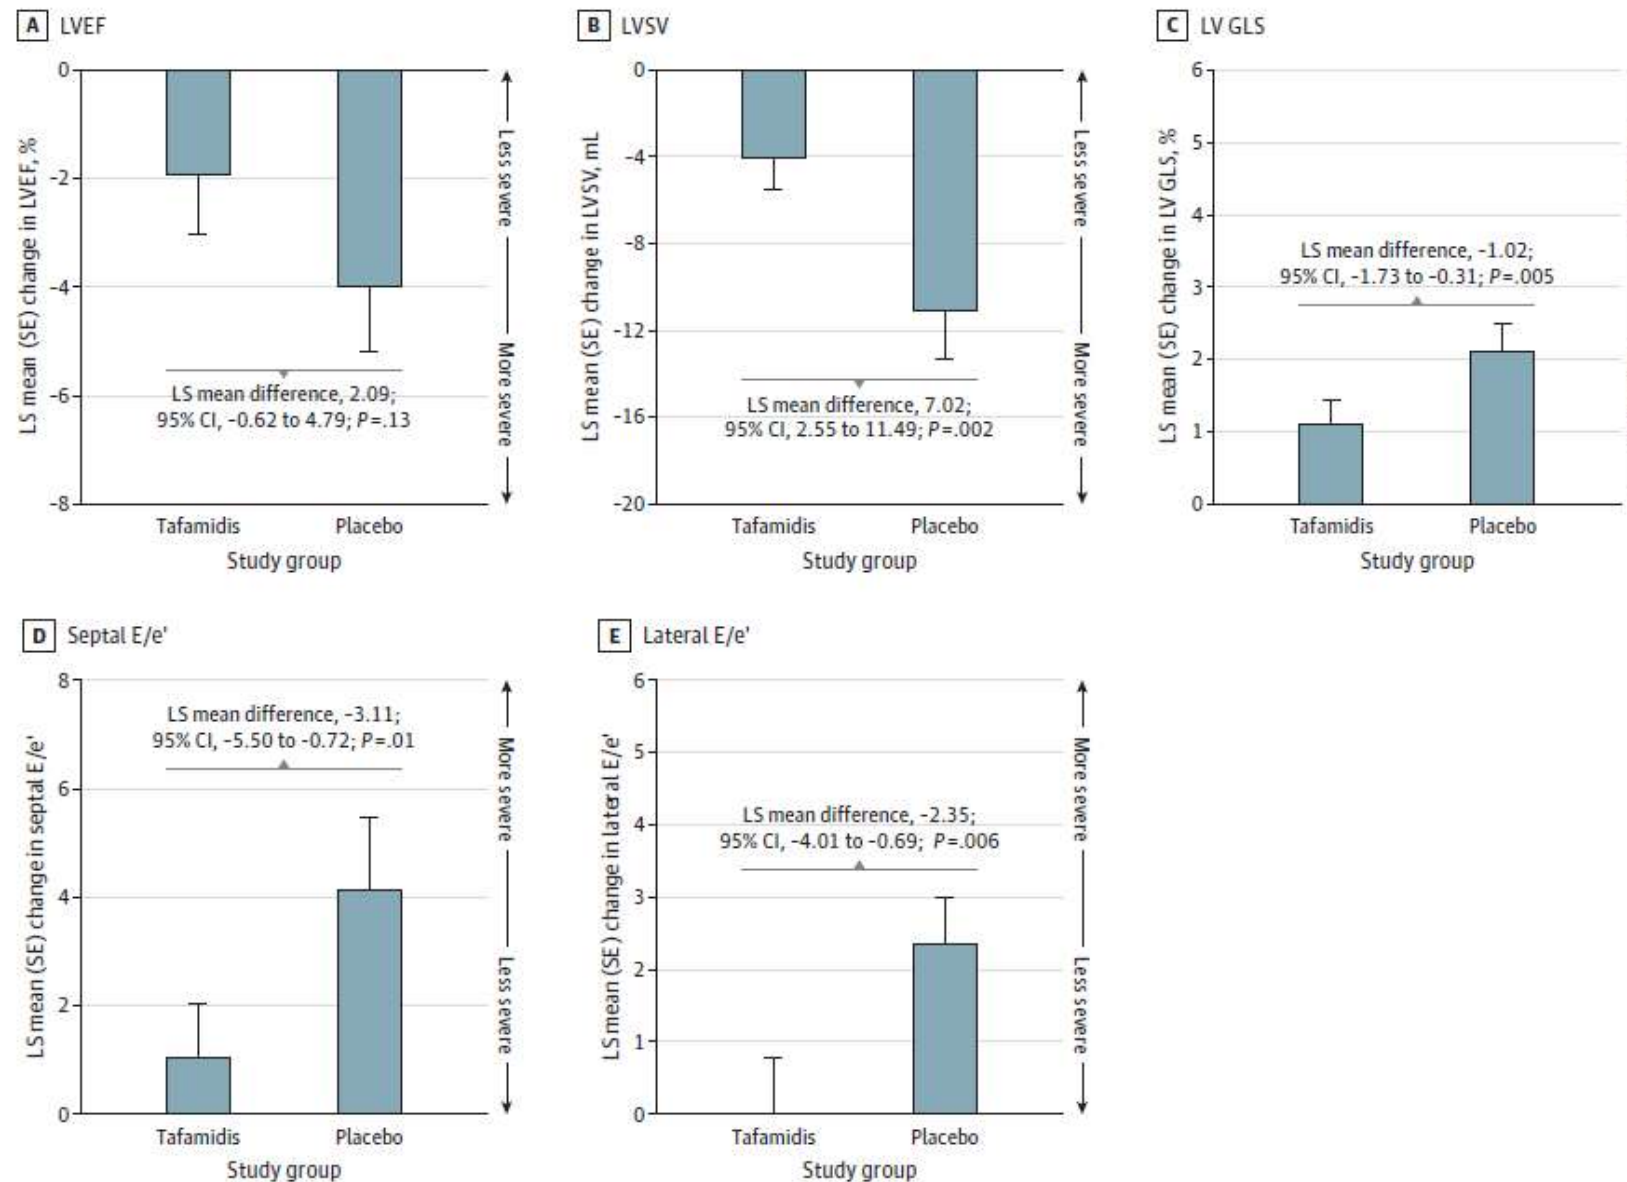 A LVEF
LS mean (SE) change in LVEF, %
0
-2
-4
-6
-8
LS mean difference, 2.09;
95% CI, -0.62 to 4.79; P=.13
Tafamidis Placebo
Study group
Less severe
More severe
B LVSV
LS mean (SE) change in LVSV, mL
0
-4
-8
-12
-16
-20
LS mean difference, 7.02;
95% CI, 2.55 to 11.49; P=.002
Tafamidis Placebo
Study group
Less severe
More severe
C LV GLS
LS mean (SE) change in LV GLS, %
6
5
4
3
2
1
0
LS mean difference, -1.02;
95% CI, -1.73 to -0.31; P=.005
Tafamidis Placebo
Study group
D Septal E/e'
LS mean (SE) change in septal E/e'
8
6
4
2
0
LS mean difference, -3.11;
95% CI, -5.50 to -0.72; P=.01
Tafamidis Placebo
Study group
More severe
Less severe
E Lateral E/e'
LS mean (SE) change in lateral E/e'
6
5
4
3
2
1
0
LS mean difference, -2.35;
95% CI, -4.01 to -0.69; P=.006
Tafamidis Placebo
Study group
More severe
Less severe